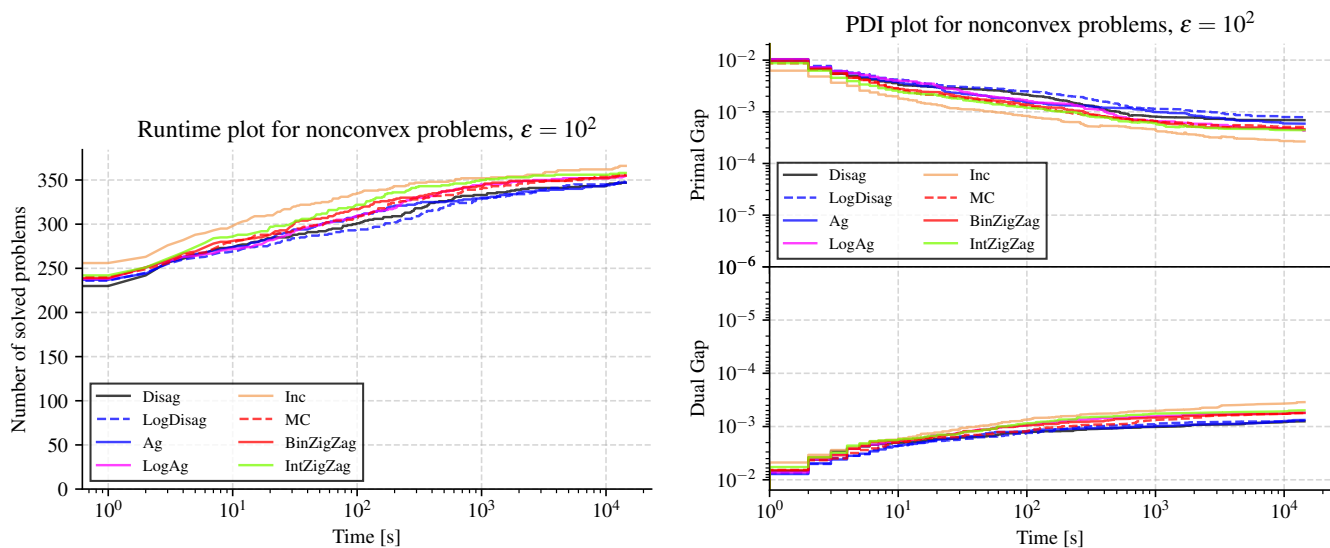 Runtime plot for nonconvex problems, ε = 10²
Number of solved problems
350
300
250
200
150
100
50
0
Disag
LogDisag
Ag
LogAg
Inc
MC
BinZigZag
IntZigZag
10⁰ 10¹ 10² 10³ 10⁴
Time [s]
PDI plot for nonconvex problems, ε = 10²
Primal Gap
10⁻²
10⁻³
10⁻⁴
10⁻⁵
10⁻⁶
Disag
LogDisag
Ag
LogAg
Inc
MC
BinZigZag
IntZigZag
Dual Gap
10⁻⁵
10⁻⁴
10⁻³
10⁻²
10⁰ 10¹ 10² 10³ 10⁴
Time [s]